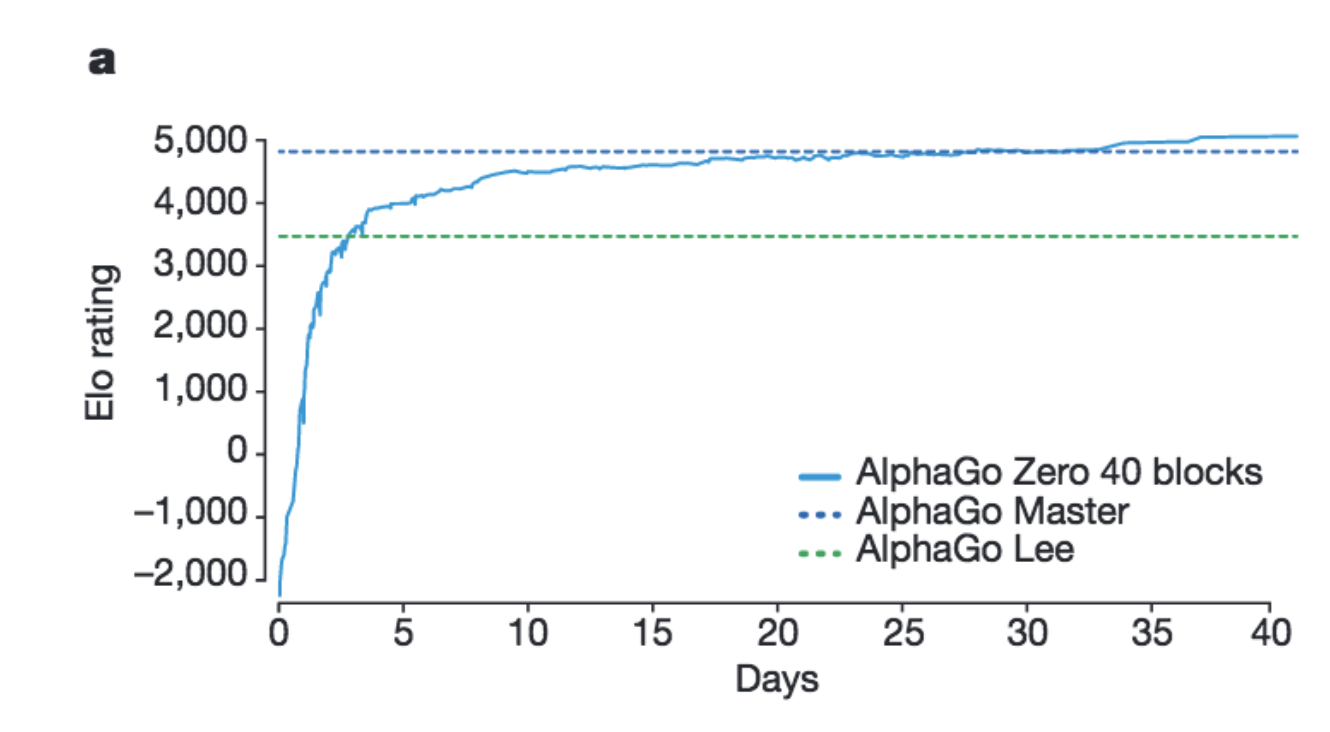 a
5,000
4,000
3,000
2,000
1,000
0
−1,000
−2,000
Elo rating
AlphaGo Zero 40 blocks
AlphaGo Master
AlphaGo Lee
0 5 10 15 20 25 30 35 40
Days